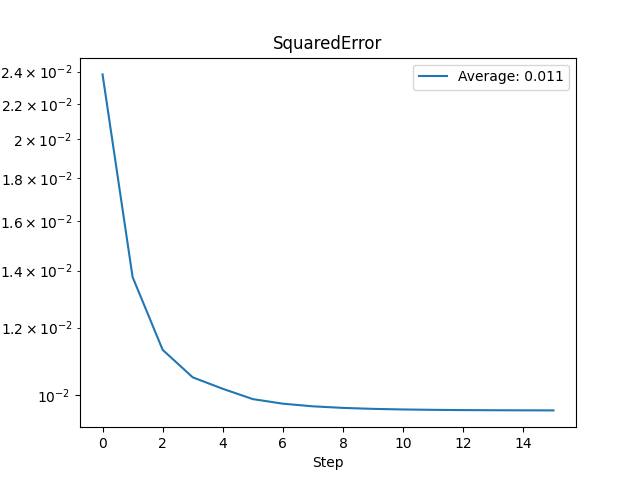 SquaredError
Average: 0.011
2.4 × 10⁻²
2.2 × 10⁻²
2 × 10⁻²
1.8 × 10⁻²
1.6 × 10⁻²
1.4 × 10⁻²
1.2 × 10⁻²
10⁻²
0 2 4 6 8 10 12 14
Step